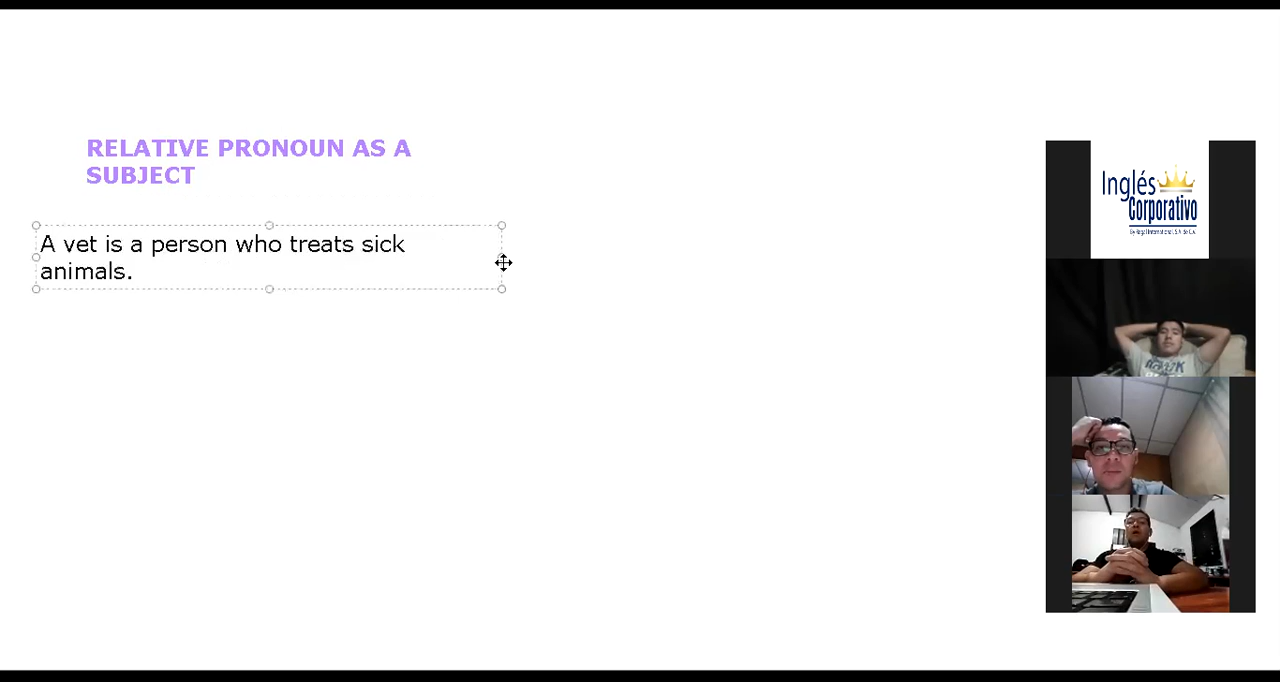 RELATIVE PRONOUN AS A
SUBJECT
A vet is a person who treats sick
animals.
Inglés
Corporativo